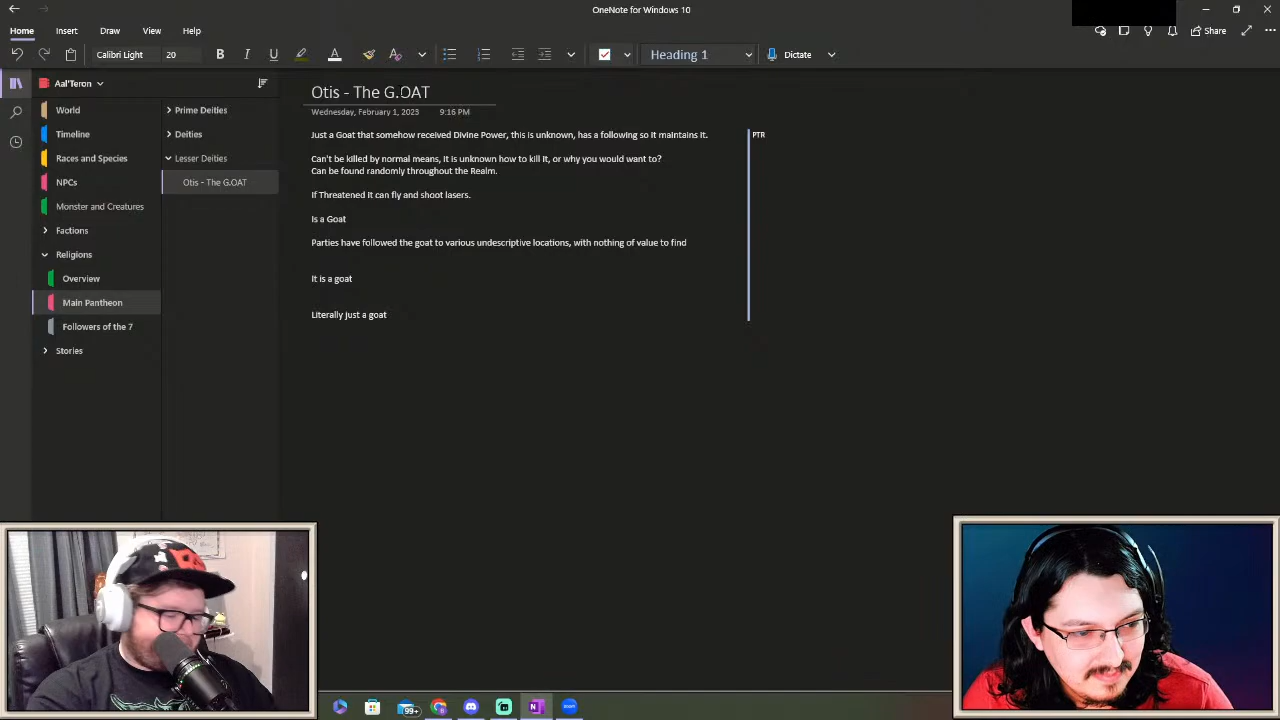 OneNote for Windows 10
Home
Insert
Draw
View
Help
Share
Calibri Light
20
B
I
U
A
Heading 1
Dictate
Aal'Teron
World
Timeline
Races and Species
NPCs
Monster and Creatures
Factions
Religions
Overview
Main Pantheon
Followers of the 7
Stories
Prime Deities
Deities
Lesser Deities
Otis - The G.OAT
Otis - The G.OAT
Wednesday, February 1, 2023 9:16 PM
Just a Goat that somehow received Divine Power, this is unknown, has a following so it maintains it.
Can't be killed by normal means, it is unknown how to kill it, or why you would want to?
Can be found randomly throughout the Realm.
If Threatened it can fly and shoot lasers.
Is a Goat
Parties have followed the goat to various undescriptive locations, with nothing of value to find
It is a goat
Literally just a goat
PTR
99+
zoom